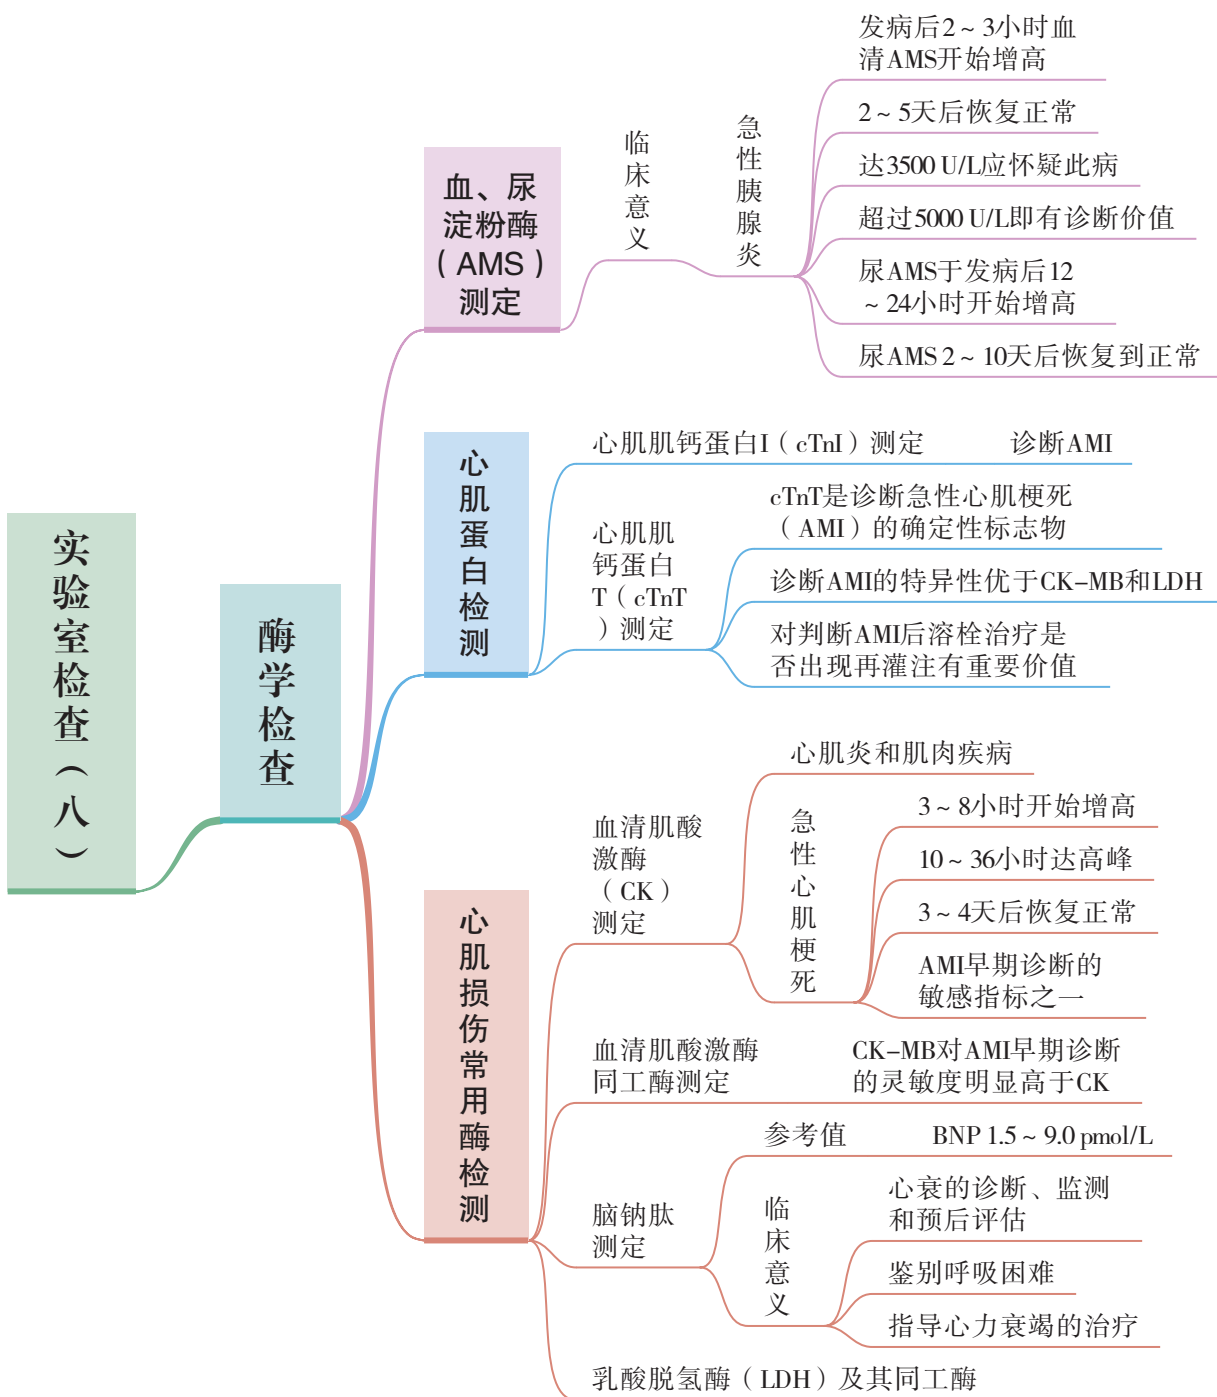 实验室检查（八）
酶学检查
血、尿
淀粉酶
（AMS）
测定
临床意义
急性胰腺炎
发病后2～3小时血
清AMS开始增高
2～5天后恢复正常
达3500 U/L应怀疑此病
超过5000 U/L即有诊断价值
尿AMS于发病后12
～24小时开始增高
尿AMS 2～10天后恢复到正常
心肌蛋白检测
心肌肌钙蛋白I（cTnI）测定
诊断AMI
心肌肌
钙蛋白
T（cTnT
）测定
cTnT是诊断急性心肌梗死
（AMI）的确定性标志物
诊断AMI的特异性优于CK–MB和LDH
对判断AMI后溶栓治疗是
否出现再灌注有重要价值
心肌损伤常用酶检测
血清肌酸
激酶
（CK）
测定
心肌炎和肌肉疾病
急性心肌梗死
3～8小时开始增高
10～36小时达高峰
3～4天后恢复正常
AMI早期诊断的
敏感指标之一
血清肌酸激酶
同工酶测定
CK–MB对AMI早期诊断
的灵敏度明显高于CK
脑钠肽
测定
参考值
BNP 1.5～9.0 pmol/L
临床意义
心衰的诊断、监测
和预后评估
鉴别呼吸困难
指导心力衰竭的治疗
乳酸脱氢酶（LDH）及其同工酶